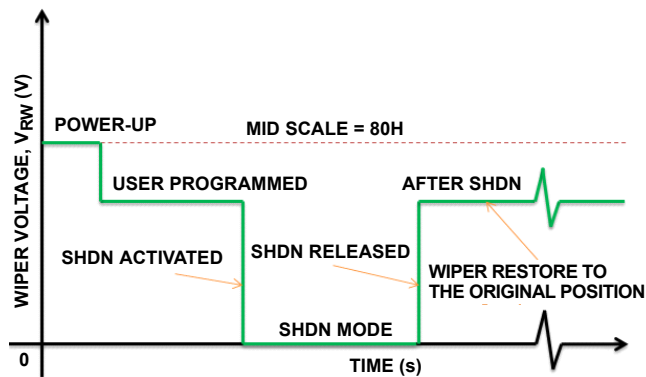 WIPER VOLTAGE, VRW (V)
POWER-UP
MID SCALE = 80H
USER PROGRAMMED
AFTER SHDN
SHDN ACTIVATED
SHDN RELEASED
WIPER RESTORE TO
THE ORIGINAL POSITION
SHDN MODE
0
TIME (s)